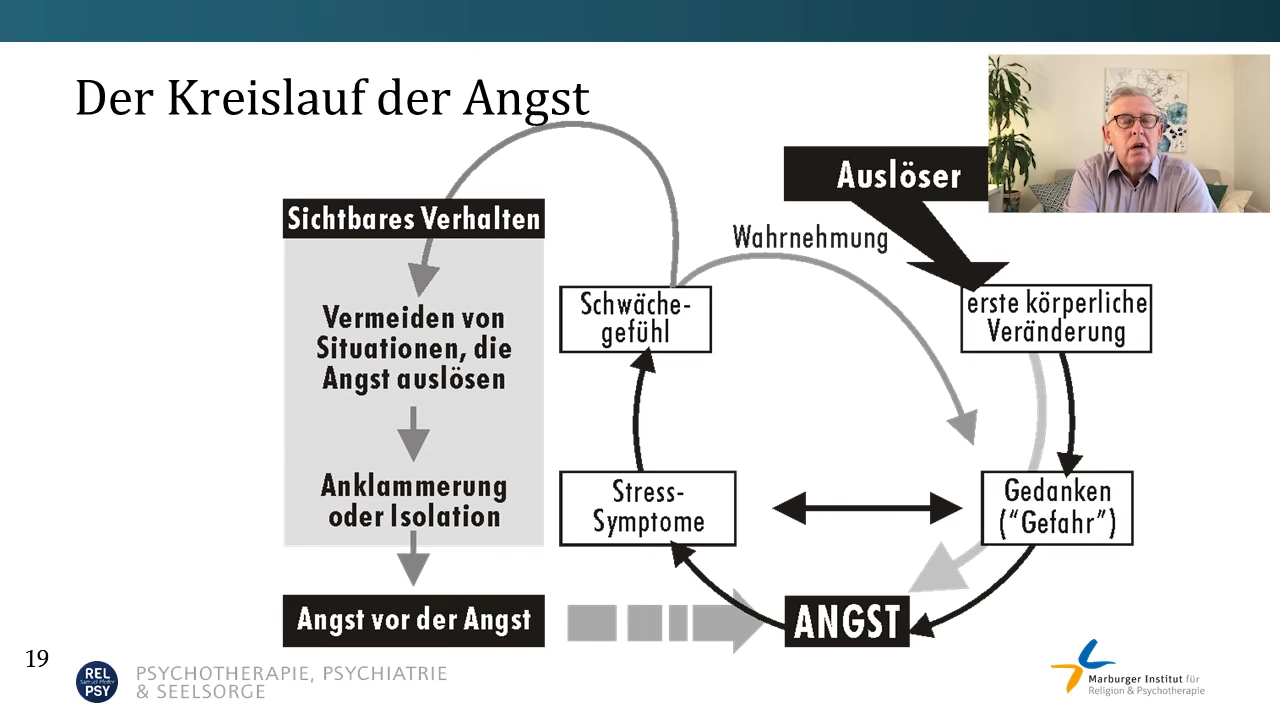 Der Kreislauf der Angst
Auslöser
Sichtbares Verhalten
Wahrnehmung
Vermeiden von
Situationen, die
Angst auslösen
Schwäche-
gefühl
erste körperliche
Veränderung
Anklammerung
oder Isolation
Stress-
Symptome
Gedanken
(“Gefahr”)
Angst vor der Angst
ANGST
19
REL
Samuel Pfeifer
PSY
PSYCHOTHERAPIE, PSYCHIATRIE
& SEELSORGE
Marburger Institut für
Religion & Psychotherapie